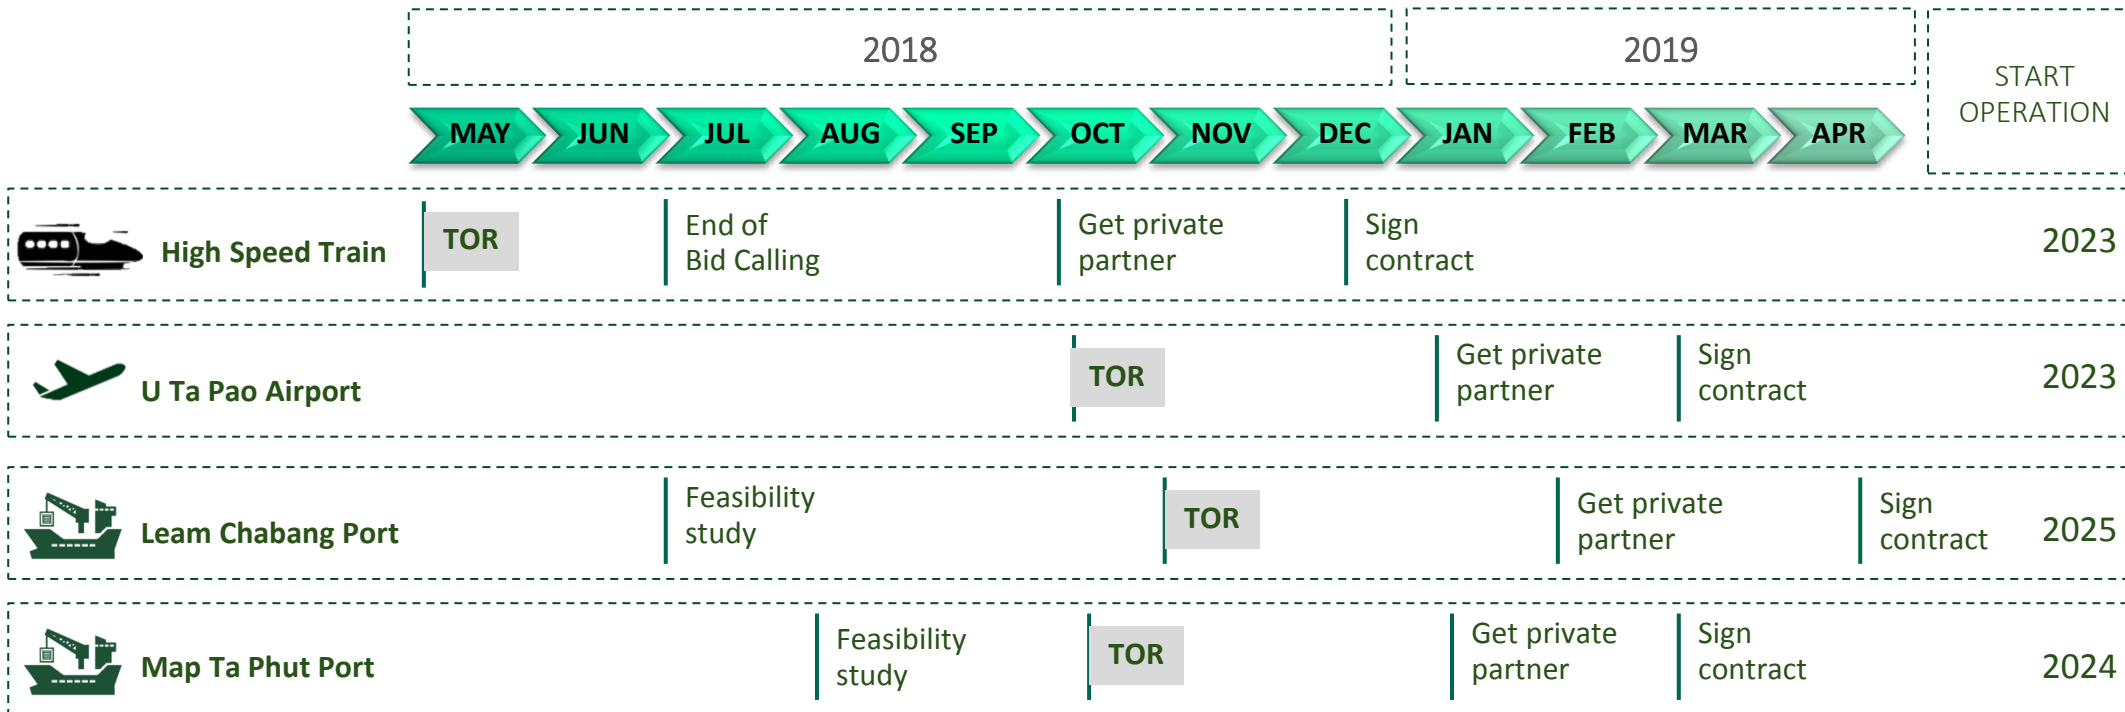 2018
2019
START
OPERATION
MAY
JUN
JUL
AUG
SEP
OCT
NOV
DEC
JAN
FEB
MAR
APR
High Speed Train
TOR
End of
Bid Calling
Get private
partner
Sign
contract
2023
U Ta Pao Airport
TOR
Get private
partner
Sign
contract
2023
Leam Chabang Port
Feasibility
study
TOR
Get private
partner
Sign
contract
2025
Map Ta Phut Port
Feasibility
study
TOR
Get private
partner
Sign
contract
2024